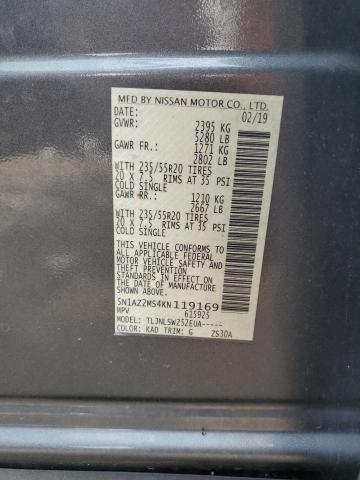 MFD BY NISSAN MOTOR CO., LTD.
DATE: 02/19
GVWR: 2395 KG
5280 LB
GAWR FR.: 1271 KG
2802 LB
WITH 235/55R20 TIRES
20 X 7.5 RIMS AT 35 PSI
COLD SINGLE
GAWR RR.: 1210 KG
2667 LB
WITH 235/55R20 TIRES
20 X 7.5 RIMS AT 35 PSI
COLD SINGLE
THIS VEHICLE CONFORMS TO
ALL APPLICABLE FEDERAL
MOTOR VEHICLE SAFETY AND
THEFT PREVENTION STANDARDS
IN EFFECT ON THE DATE OF
MANUFACTURE SHOWN ABOVE.
5N1AZ2MS4KN119169
MPV 615925
MODEL: TLJNLSWZ52EUA-----
COLOR: KAD TRIM: G ZS30A